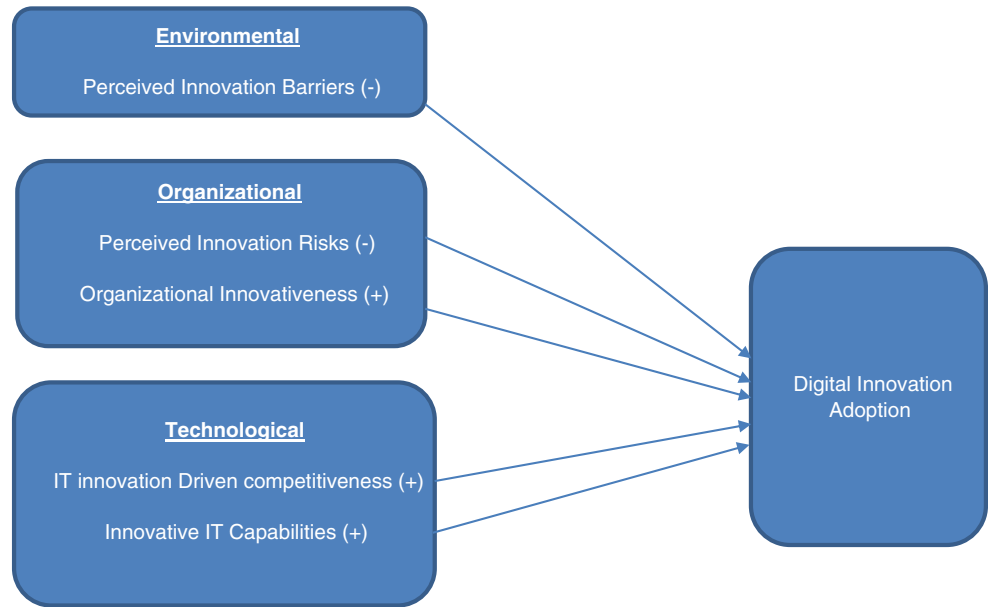 Environmental
Perceived Innovation Barriers (-)
Organizational
Perceived Innovation Risks (-)
Organizational Innovativeness (+)
Technological
IT innovation Driven competitiveness (+)
Innovative IT Capabilities (+)
Digital Innovation
Adoption